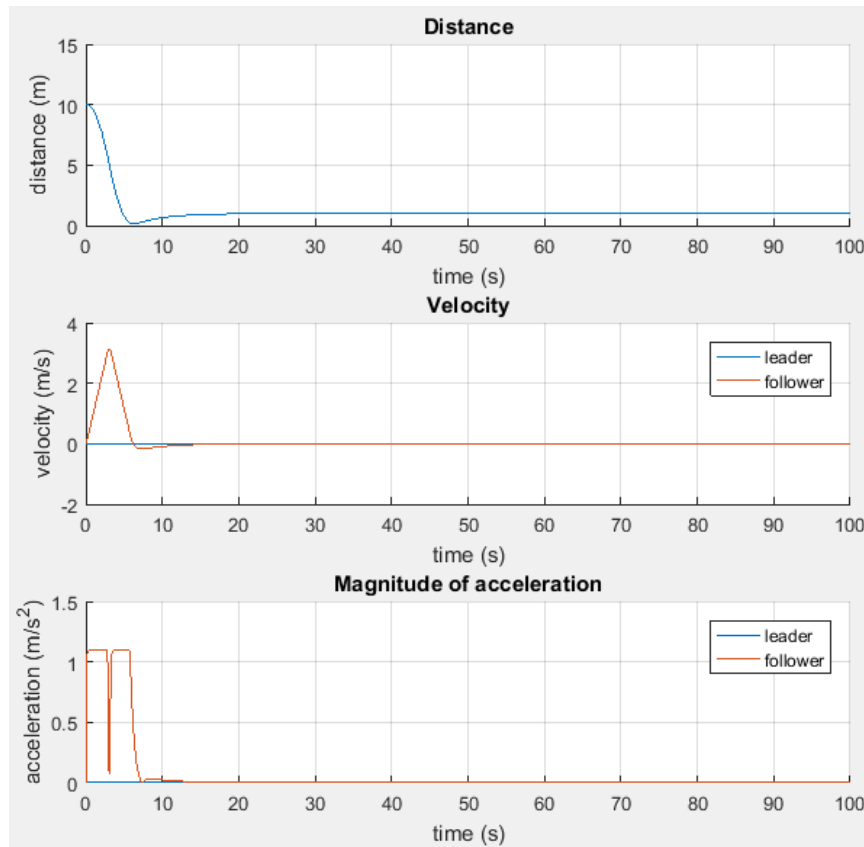 Distance
15
10
5
0
distance (m)
0 10 20 30 40 50 60 70 80 90 100
time (s)
Velocity
4
2
0
-2
velocity (m/s)
leader
follower
0 10 20 30 40 50 60 70 80 90 100
time (s)
Magnitude of acceleration
1.5
1
0.5
0
acceleration (m/s²)
leader
follower
0 10 20 30 40 50 60 70 80 90 100
time (s)